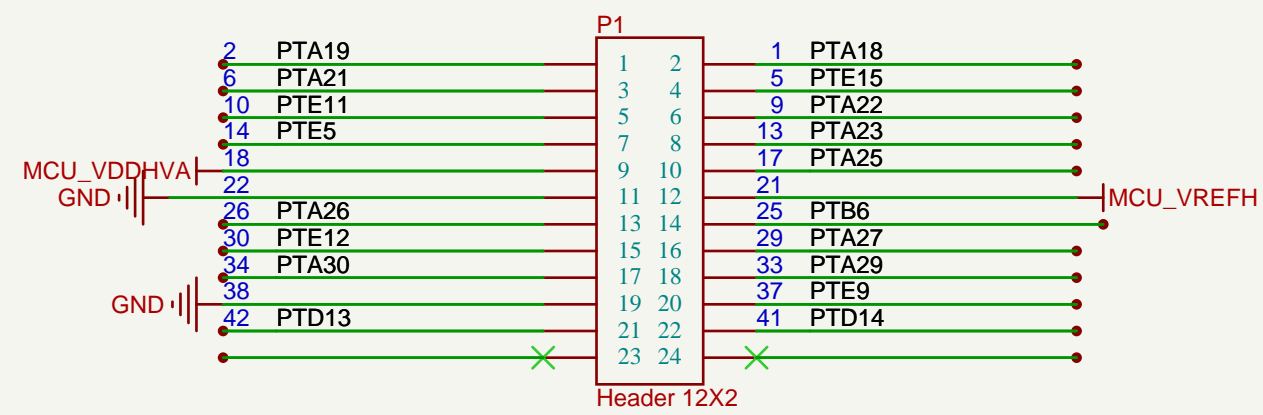 P1
2 PTA19 1 2 1 PTA18
6 PTA21 3 4 5 PTE15
10 PTE11 5 6 9 PTA22
14 PTE5 7 8 13 PTA23
MCU_VDDHVA 18 9 10 17 PTA25
GND 22 11 12 21 MCU_VREFH
26 PTA26 13 14 25 PTB6
30 PTE12 15 16 29 PTA27
34 PTA30 17 18 33 PTA29
GND 38 19 20 37 PTE9
42 PTD13 21 22 41 PTD14
23 24
Header 12X2